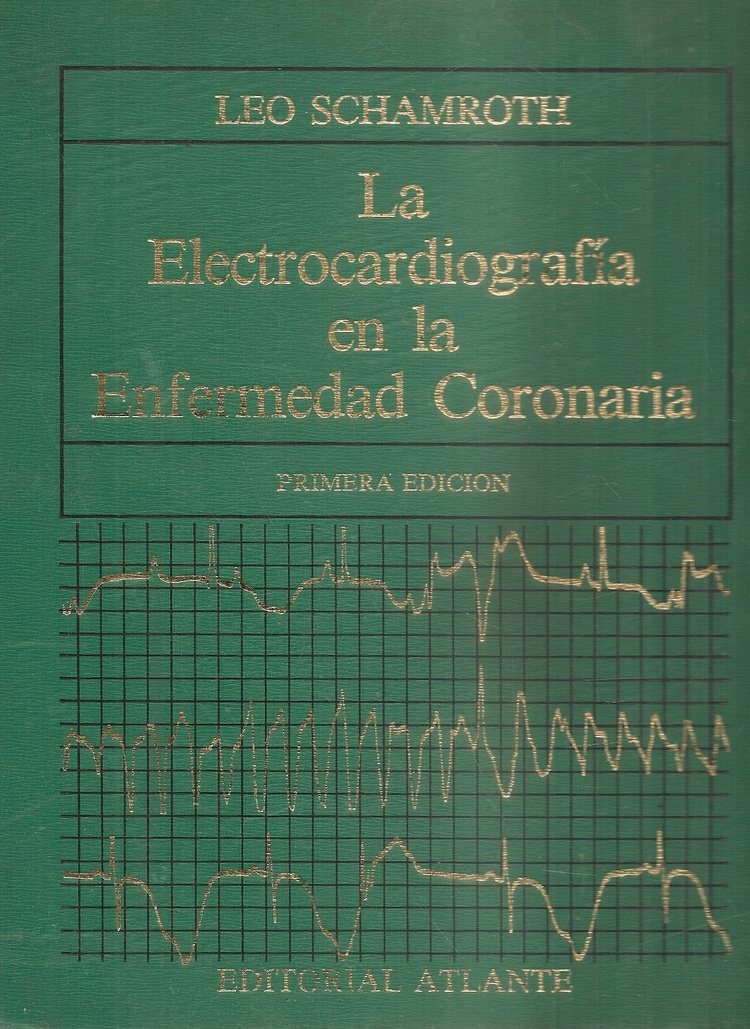 LEO SCHAMROTH
La
Electrocardiografía
en la
Enfermedad Coronaria
PRIMERA EDICION
EDITORIAL ATLANTE